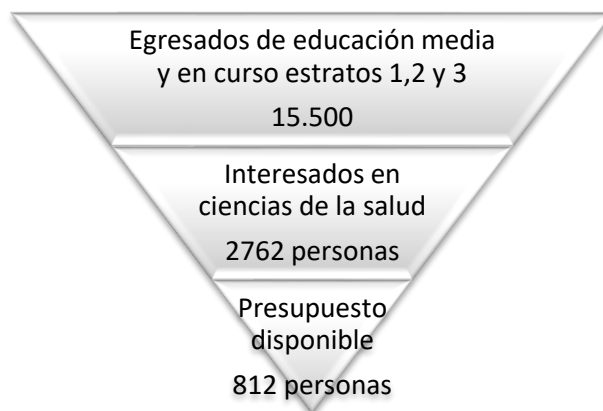 Egresados de educación media
y en curso estratos 1,2 y 3
15.500
Interesados en
ciencias de la salud
2762 personas
Presupuesto
disponible
812 personas